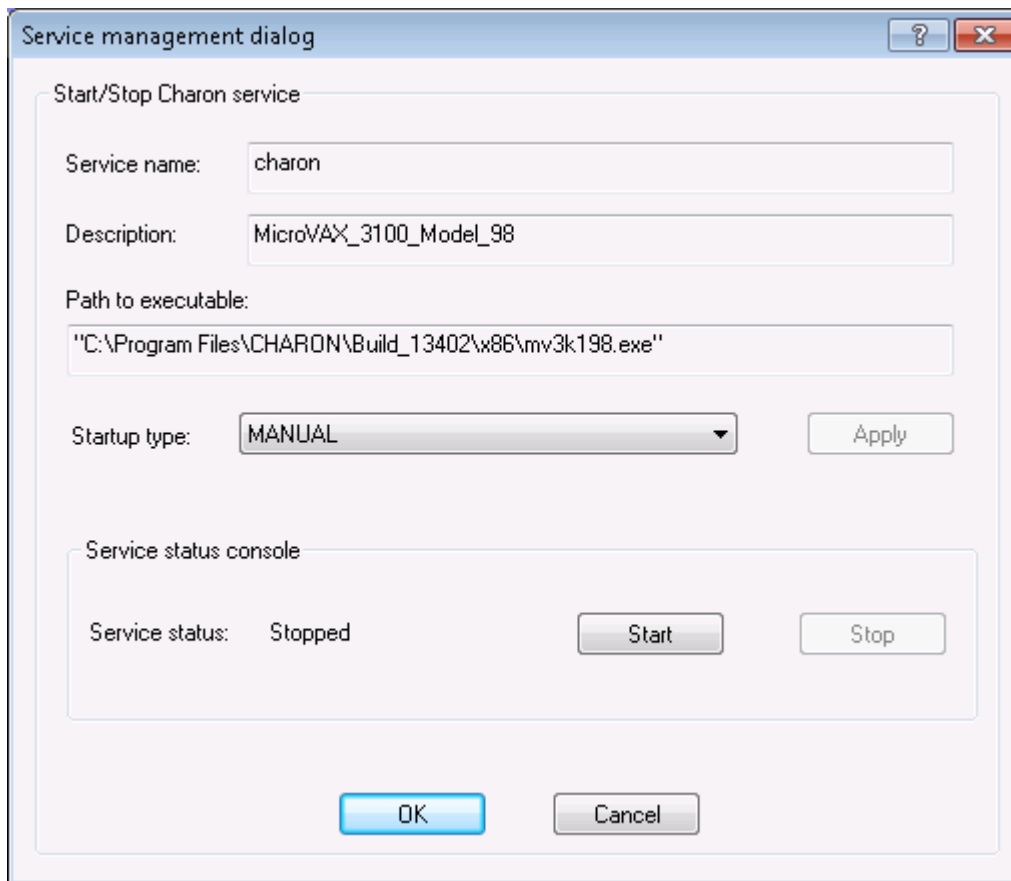 Service management dialog
Start/Stop Charon service
Service name: charon
Description: MicroVAX_3100_Model_98
Path to executable:
"C:\Program Files\CHARON\Build_13402\x86\mv3k198.exe"
Startup type: MANUAL Apply
Service status console
Service status: Stopped Start Stop
OK Cancel